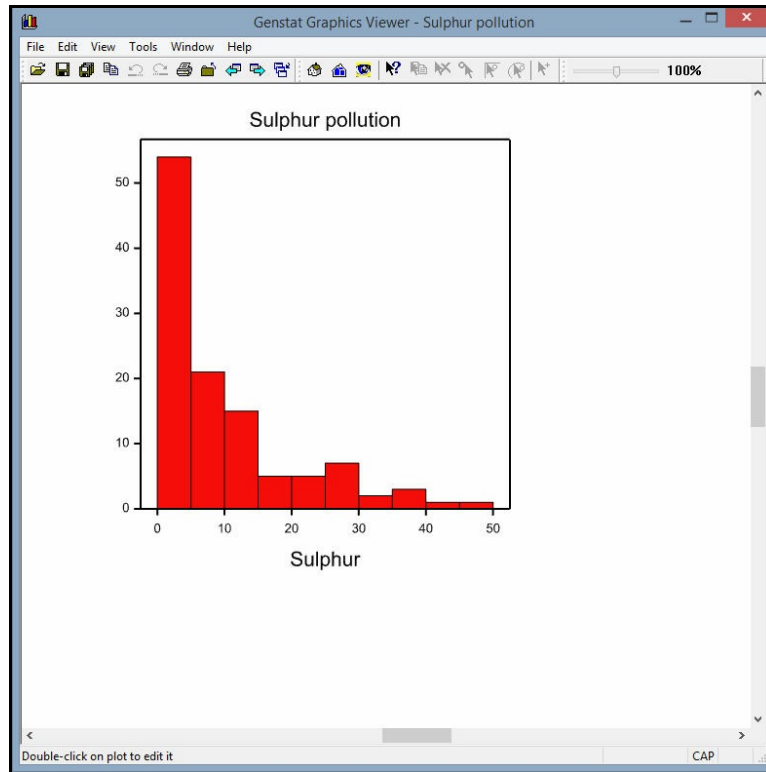 Genstat Graphics Viewer - Sulphur pollution
File Edit View Tools Window Help
100%
Sulphur pollution
50
40
30
20
10
0
0 10 20 30 40 50
Sulphur
Double-click on plot to edit it
CAP